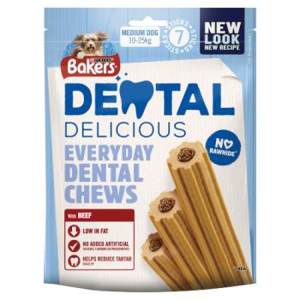 MEDIUM DOG
10-25kg
7
STICKS
NEW
LOOK
NEW RECIPE
Bakers
DENTAL
DELICIOUS
EVERYDAY
DENTAL
CHEWS
NO
RAWHIDE
With BEEF
LOW IN FAT
NO ADDED ARTIFICIAL
HELPS REDUCE TARTAR